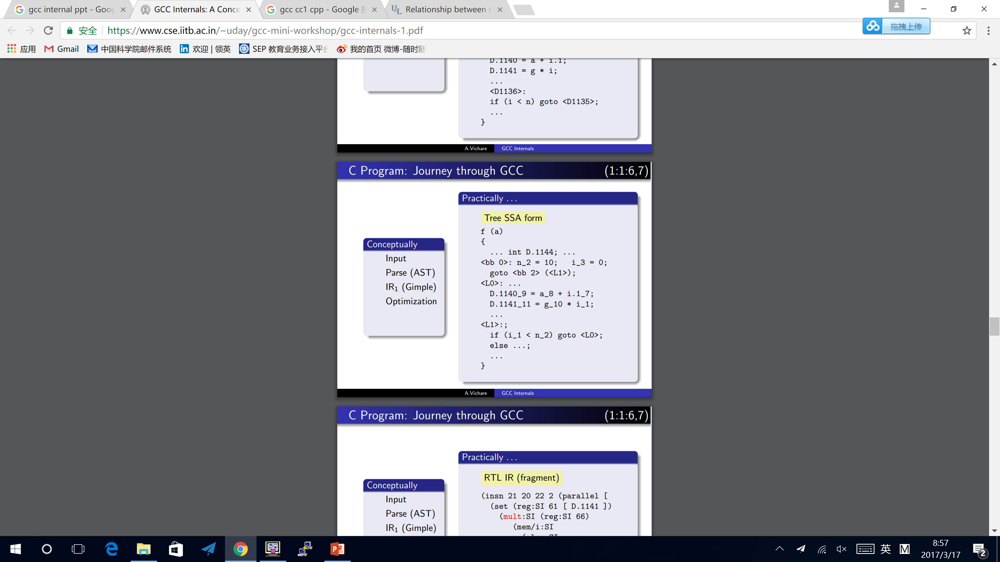 gcc internal ppt - Goog
GCC Internals: A Conce
gcc cc1 cpp - Google
Relationship between
安全
https://www.cse.iitb.ac.in/~uday/gcc-mini-workshop/gcc-internals-1.pdf
拖拽上传
应用
Gmail
中国科学院邮件系统
欢迎 | 领英
SEP 教育业务接入平台
我的首页 微博-随时随
D.1140 = a + i.1;
D.1141 = g * i;
...
<D1136>:
if (i < n) goto <D1135>;
...
}
A.Vichare GCC Internals
C Program: Journey through GCC (1:1:6,7)
Conceptually
Input
Parse (AST)
IR1 (Gimple)
Optimization
Practically ...
Tree SSA form
f (a)
{
... int D.1144; ...
<bb 0>: n_2 = 10; i_3 = 0;
goto <bb 2> (<L1>);
<L0>: ...
D.1140_9 = a_8 + i.1_7;
D.1141_11 = g_10 * i_1;
...
<L1>:;
if (i_1 < n_2) goto <L0>;
else ...;
...
}
A.Vichare GCC Internals
C Program: Journey through GCC (1:1:6,7)
Conceptually
Input
Parse (AST)
IR1 (Gimple)
Practically ...
RTL IR (fragment)
(insn 21 20 22 2 (parallel [
(set (reg:SI 61 [ D.1141 ])
(mult:SI (reg:SI 66)
(mem/i:SI
英
M
8:57
2017/3/17
2